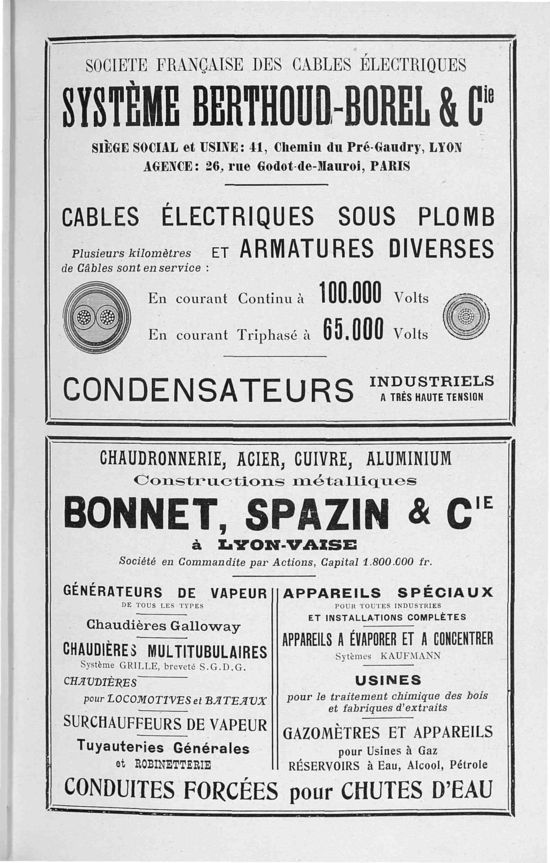 SOCIETE FRANÇAISE DES CABLES ÉLECTRIQUES
SYSTÈME BERTHOUD-BOREL & Cie
SIÈGE SOCIAL et USINE: 41, Chemin du Pré-Gaudry, LYON
AGENCE: 26, rue Godot-de-Mauroi, PARIS
CABLES ÉLECTRIQUES SOUS PLOMB
Plusieurs kilomètres ET ARMATURES DIVERSES
de Câbles sont en service :
En courant Continu à 100.000 Volts
En courant Triphasé à 65.000 Volts
CONDENSATEURS INDUSTRIELS
A TRÈS HAUTE TENSION
CHAUDRONNERIE, ACIER, CUIVRE, ALUMINIUM
Constructions métalliques
BONNET, SPAZIN & CIE
à LYON-VAISE
Société en Commandite par Actions, Capital 1.800.000 fr.
GÉNÉRATEURS DE VAPEUR
DE TOUS LES TYPES
Chaudières Galloway
CHAUDIÈRES MULTITUBULAIRES
Système GRILLE, breveté S.G.D.G.
CHAUDIÈRES
pour LOCOMOTIVES et BATEAUX
SURCHAUFFEURS DE VAPEUR
Tuyauteries Générales
et ROBINETTERIE
APPAREILS SPÉCIAUX
POUR TOUTES INDUSTRIES
ET INSTALLATIONS COMPLÈTES
APPAREILS A ÉVAPORER ET A CONCENTRER
Sytèmes KAUFMANN
USINES
pour le traitement chimique des bois
et fabriques d'extraits
GAZOMÈTRES ET APPAREILS
pour Usines à Gaz
RÉSERVOIRS à Eau, Alcool, Pétrole
CONDUITES FORCÉES pour CHUTES D'EAU